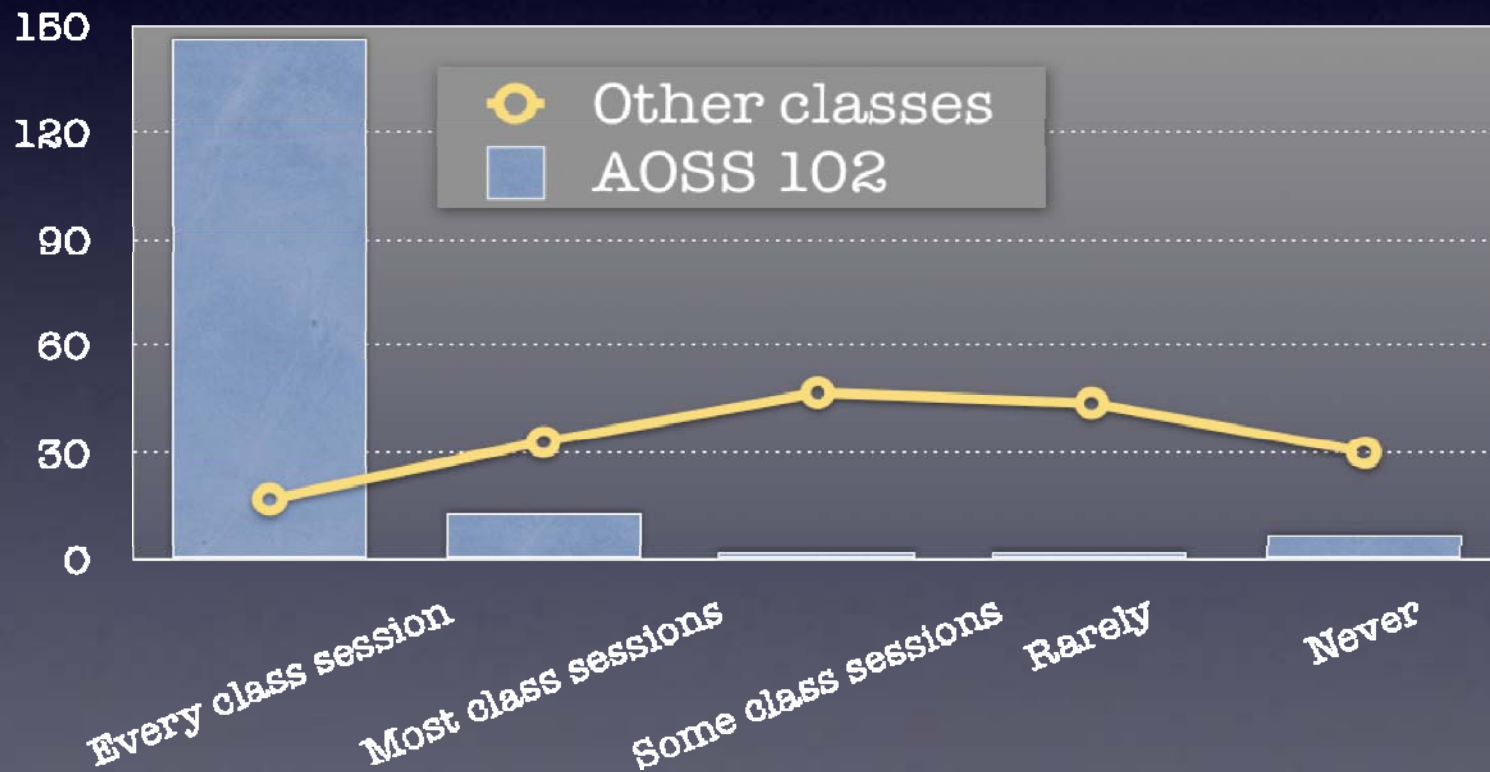 150
120
90
60
30
0
Other classes
AOSS 102
Every class session
Most class sessions
Some class sessions
Rarely
Never